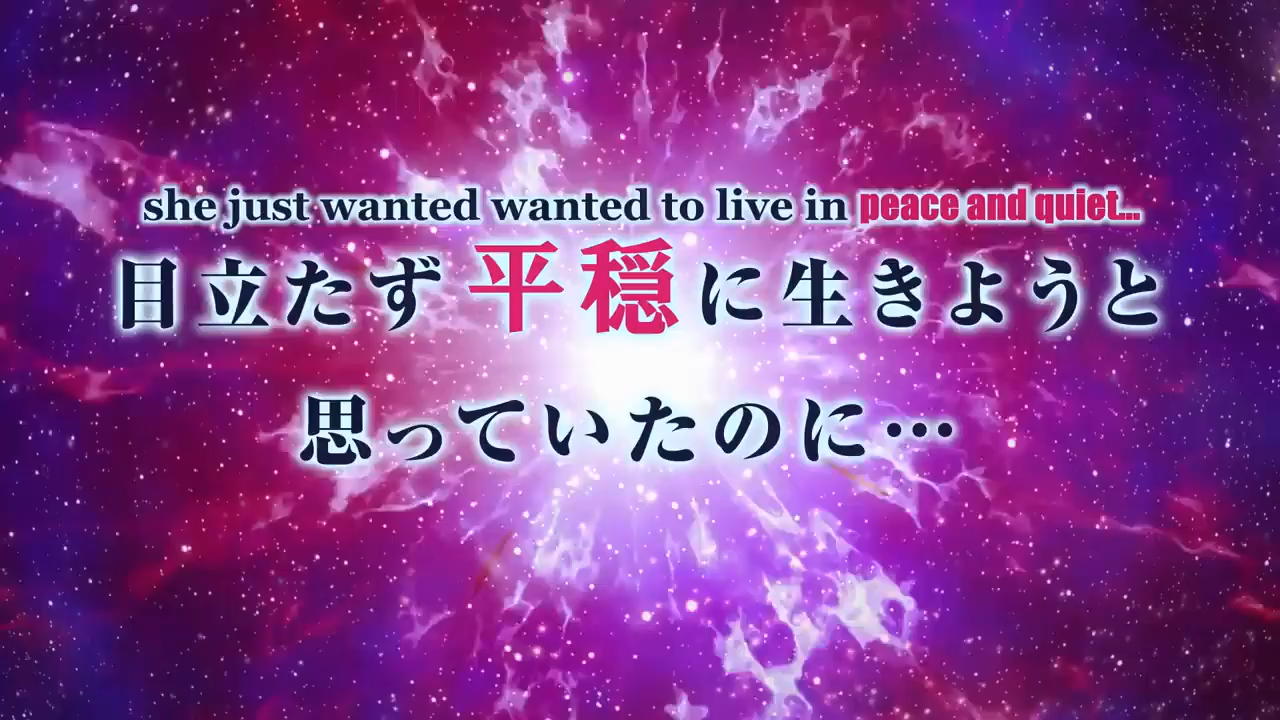 she just wanted wanted to live in peace and quiet...
目立たず平穏に生きようと
思っていたのに…